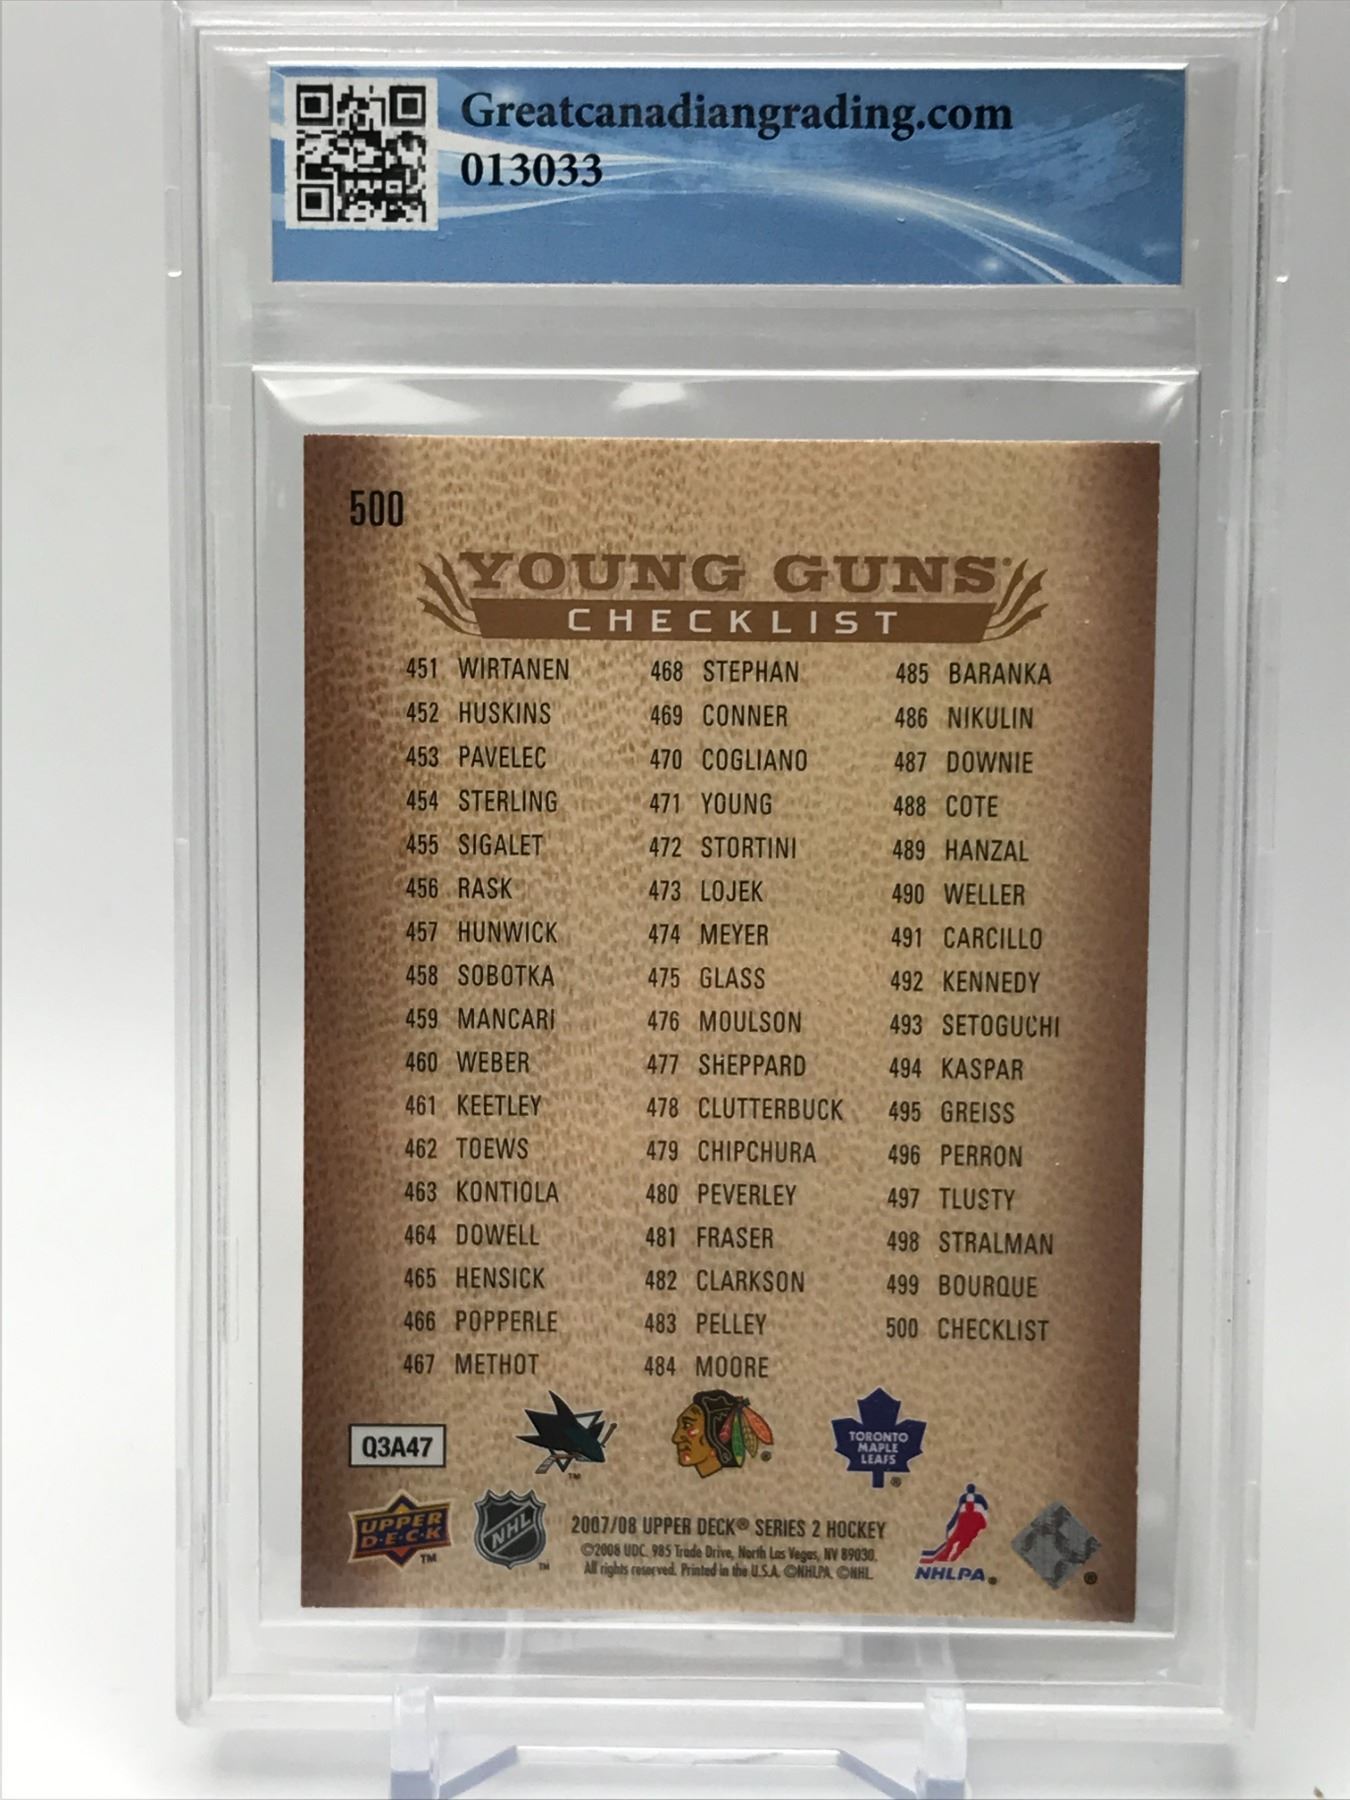 Greatcanadiangrading.com
013033
500
YOUNG GUNS
CHECKLIST
451 WIRTANEN
452 HUSKINS
453 PAVELEC
454 STERLING
455 SIGALET
456 RASK
457 HUNWICK
458 SOBOTKA
459 MANCARI
460 WEBER
461 KEETLEY
462 TOEWS
463 KONTIOLA
464 DOWELL
465 HENSICK
466 POPPERLE
467 METHOT
468 STEPHAN
469 CONNER
470 COGLIANO
471 YOUNG
472 STORTINI
473 LOJEK
474 MEYER
475 GLASS
476 MOULSON
477 SHEPPARD
478 CLUTTERBUCK
479 CHIPCHURA
480 PEVERLEY
481 FRASER
482 CLARKSON
483 PELLEY
484 MOORE
485 BARANKA
486 NIKULIN
487 DOWNIE
488 COTE
489 HANZAL
490 WELLER
491 CARCILLO
492 KENNEDY
493 SETOGUCHI
494 KASPAR
495 GREISS
496 PERRON
497 TLUSTY
498 STRALMAN
499 BOURQUE
500 CHECKLIST
Q3A47
TM
®
TORONTO
MAPLE
LEAFS
®
UPPER
D·E·C·K
TM
NHL
TM
2007/08 UPPER DECK® SERIES 2 HOCKEY
©2008 UDC. 985 Trade Drive, North Las Vegas, NV 89030.
All rights reserved. Printed in the U.S.A. ©NHLPA. ©NHL
NHLPA®
®